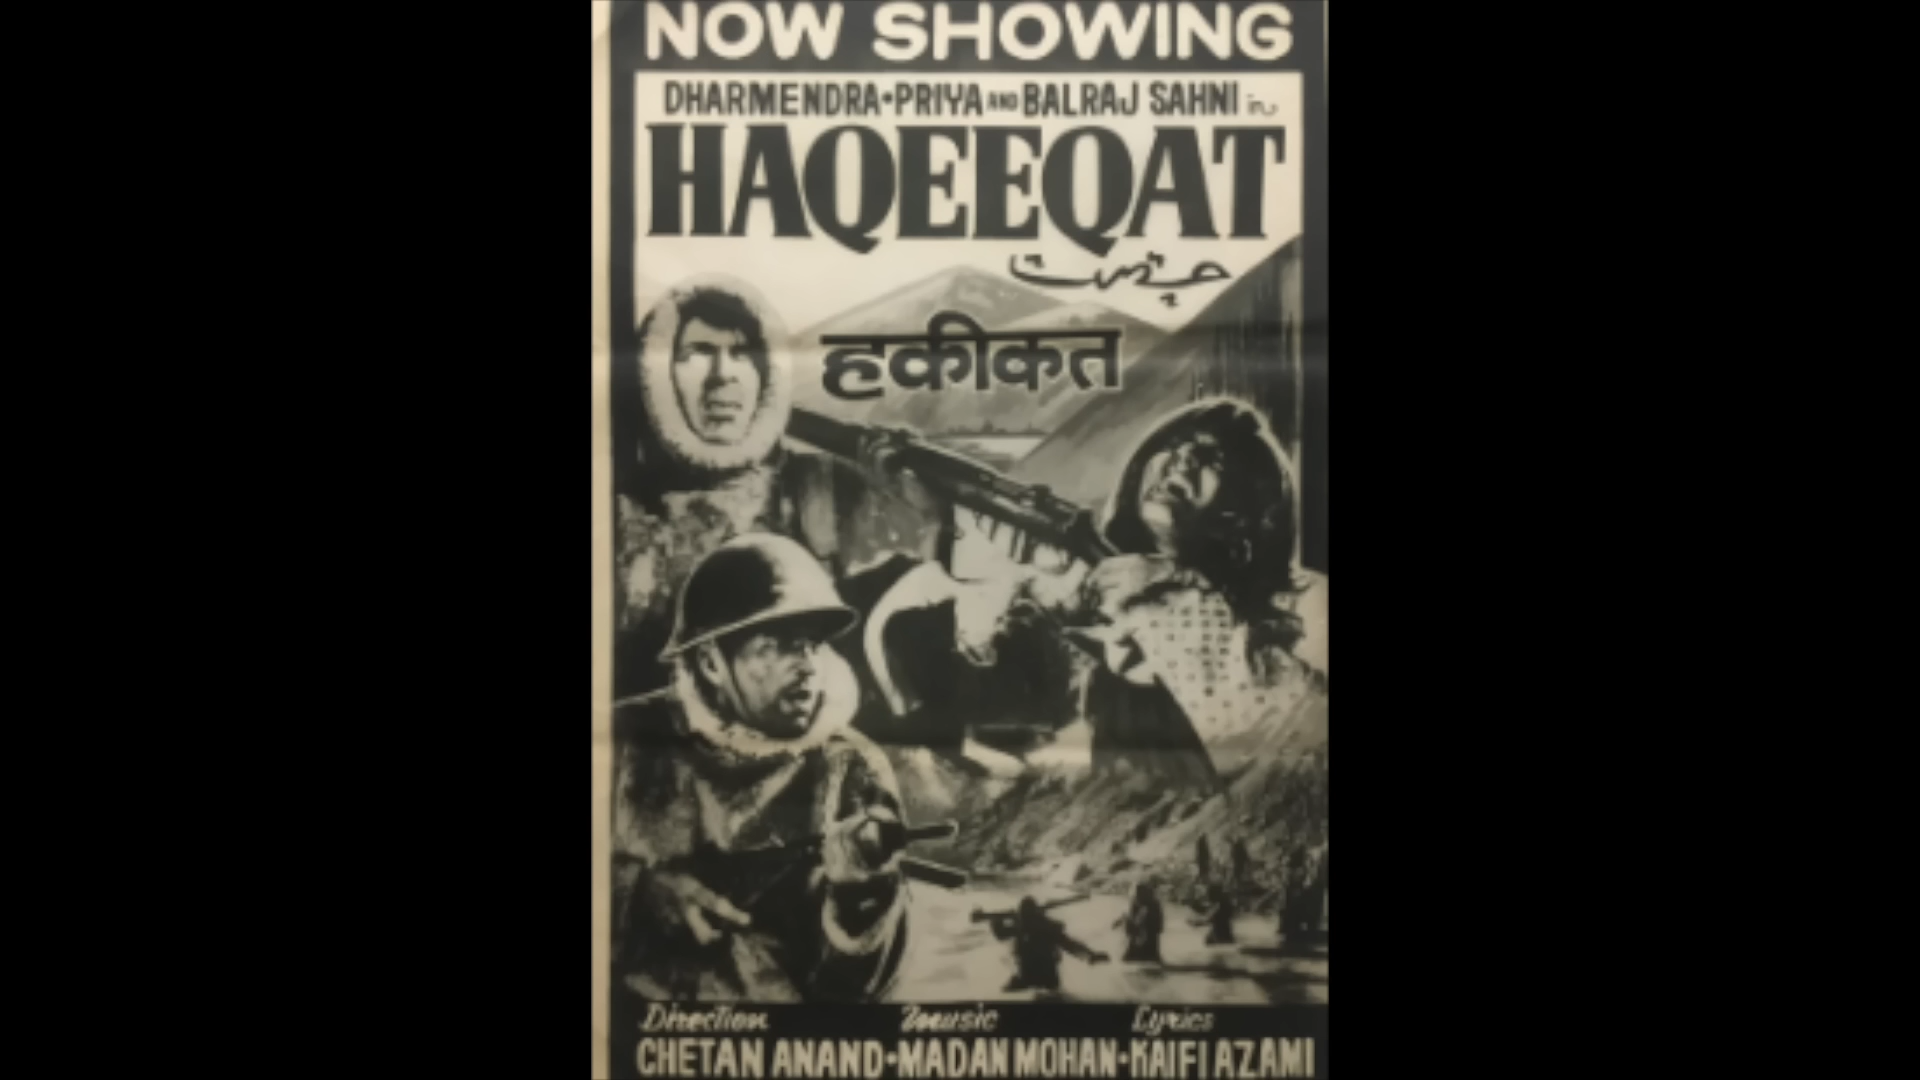 NOW SHOWING
DHARMENDRA•PRIYA AND BALRAJ SAHNI in
HAQEEQAT
حقیقت
हकीकत
Direction Music Lyrics
CHETAN ANAND•MADAN MOHAN•KAIFI AZAMI